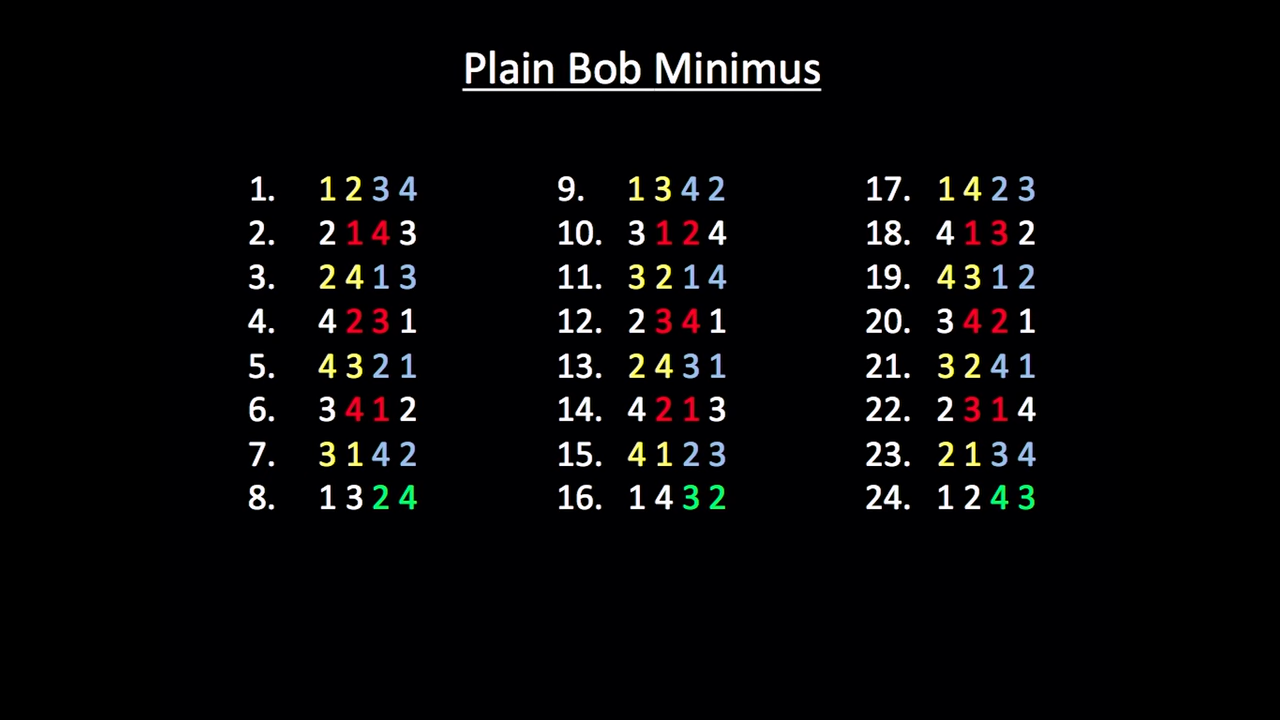 Plain Bob Minimus
1. 1 2 3 4
2. 2 1 4 3
3. 2 4 1 3
4. 4 2 3 1
5. 4 3 2 1
6. 3 4 1 2
7. 3 1 4 2
8. 1 3 2 4
9. 1 3 4 2
10. 3 1 2 4
11. 3 2 1 4
12. 2 3 4 1
13. 2 4 3 1
14. 4 2 1 3
15. 4 1 2 3
16. 1 4 3 2
17. 1 4 2 3
18. 4 1 3 2
19. 4 3 1 2
20. 3 4 2 1
21. 3 2 4 1
22. 2 3 1 4
23. 2 1 3 4
24. 1 2 4 3